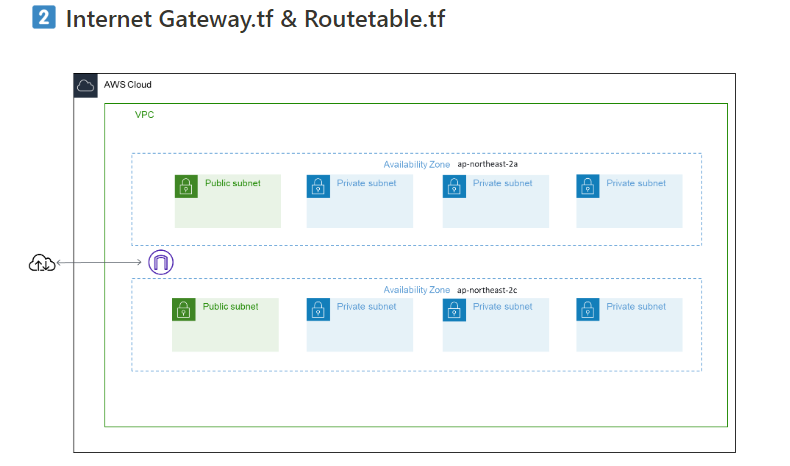 2 Internet Gateway.tf & Routetable.tf
AWS Cloud
VPC
Availability Zone ap-northeast-2a
Public subnet Private subnet Private subnet Private subnet
Availability Zone ap-northeast-2c
Public subnet Private subnet Private subnet Private subnet